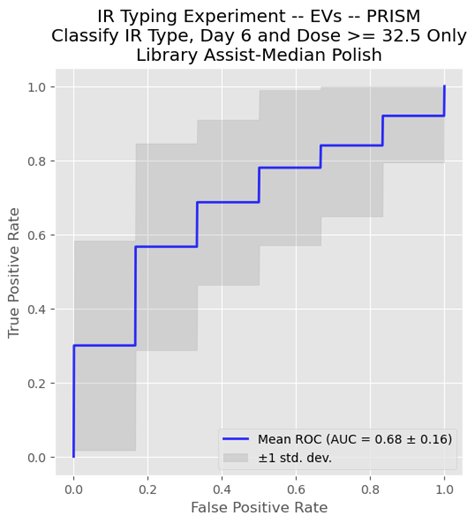 IR Typing Experiment -- EVs -- PRISM
Classify IR Type, Day 6 and Dose >= 32.5 Only
Library Assist-Median Polish
True Positive Rate
1.0
0.8
0.6
0.4
0.2
0.0
Mean ROC (AUC = 0.68 ± 0.16)
±1 std. dev.
0.0 0.2 0.4 0.6 0.8 1.0
False Positive Rate